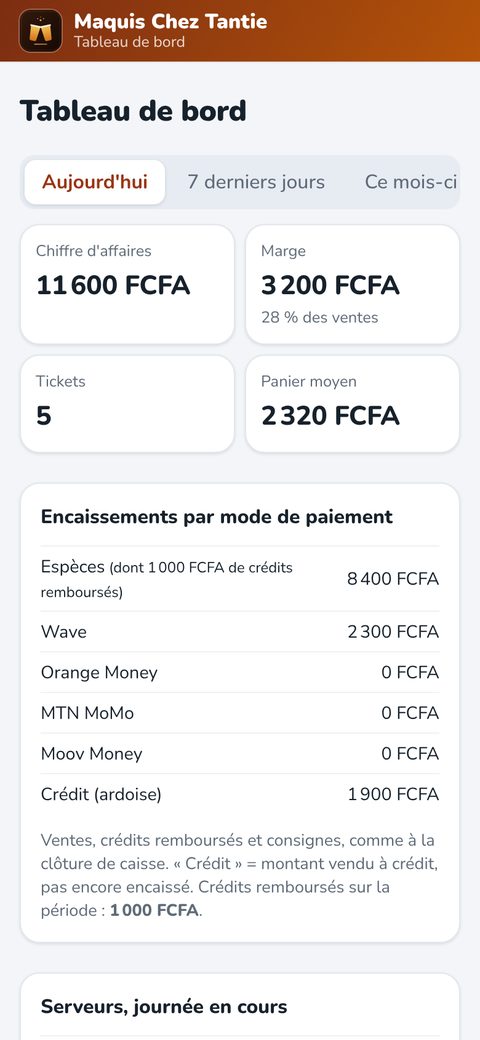 Maquis Chez Tantie
Tableau de bord
Tableau de bord
Aujourd'hui
7 derniers jours
Ce mois-ci
Chiffre d'affaires
11 600 FCFA
Marge
3 200 FCFA
28 % des ventes
Tickets
5
Panier moyen
2 320 FCFA
Encaissements par mode de paiement
Espèces (dont 1 000 FCFA de crédits
remboursés)
8 400 FCFA
Wave
2 300 FCFA
Orange Money
0 FCFA
MTN MoMo
0 FCFA
Moov Money
0 FCFA
Crédit (ardoise)
1 900 FCFA
Ventes, crédits remboursés et consignes, comme à la
clôture de caisse. « Crédit » = montant vendu à crédit,
pas encore encaissé. Crédits remboursés sur la
période : 1 000 FCFA.
Serveurs, journée en cours